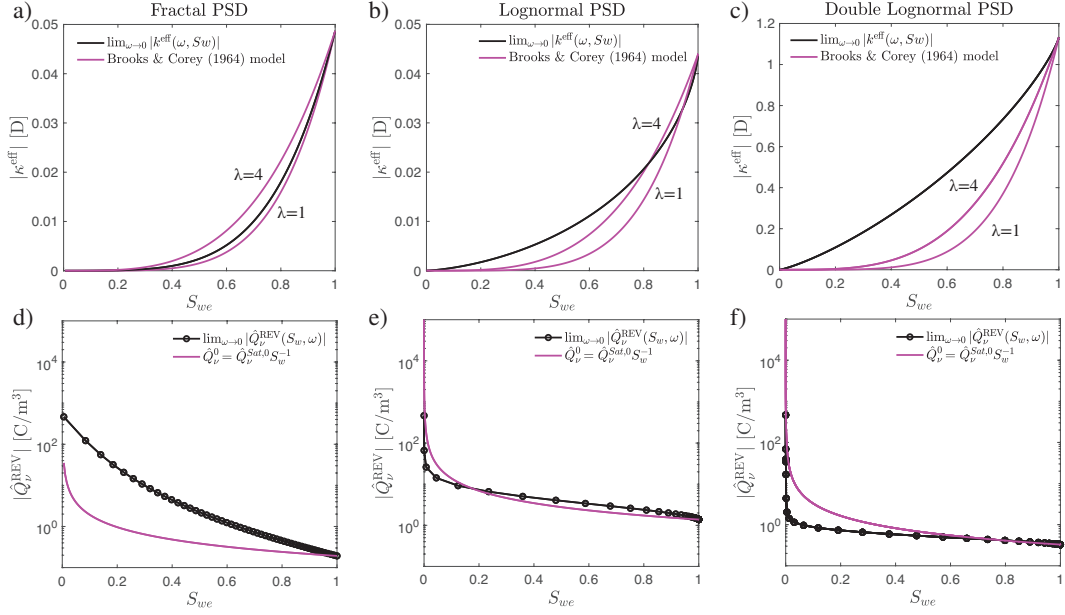 a) Fractal PSD
lim_{ω→0} |k^{eff}(ω, Sw)|
Brooks & Corey (1964) model
|κ^{eff}| [D]
0.05
0.04
0.03
0.02
0.01
0
λ=4
λ=1
0 0.2 0.4 0.6 0.8 1
S_{we}
b) Lognormal PSD
lim_{ω→0} |k^{eff}(ω, Sw)|
Brooks & Corey (1964) model
|κ^{eff}| [D]
0.05
0.04
0.03
0.02
0.01
0
λ=4
λ=1
0 0.2 0.4 0.6 0.8 1
S_{we}
c) Double Lognormal PSD
lim_{ω→0} |k^{eff}(ω, Sw)|
Brooks & Corey (1964) model
|κ^{eff}| [D]
1.2
1
0.8
0.6
0.4
0.2
0
λ=4
λ=1
0 0.2 0.4 0.6 0.8 1
S_{we}
d)
lim_{ω→0} |Q̂_ν^{REV}(S_w, ω)|
Q̂_ν^0 = Q̂_ν^{Sat,0} S_w^{-1}
|Q̂_ν^{REV}| [C/m³]
10^4
10^2
10^0
0 0.2 0.4 0.6 0.8 1
S_{we}
e)
lim_{ω→0} |Q̂_ν^{REV}(S_w, ω)|
Q̂_ν^0 = Q̂_ν^{Sat,0} S_w^{-1}
|Q̂_ν^{REV}| [C/m³]
10^4
10^2
10^0
0 0.2 0.4 0.6 0.8 1
S_{we}
f)
lim_{ω→0} |Q̂_ν^{REV}(S_w, ω)|
Q̂_ν^0 = Q̂_ν^{Sat,0} S_w^{-1}
|Q̂_ν^{REV}| [C/m³]
10^4
10^2
10^0
0 0.2 0.4 0.6 0.8 1
S_{we}